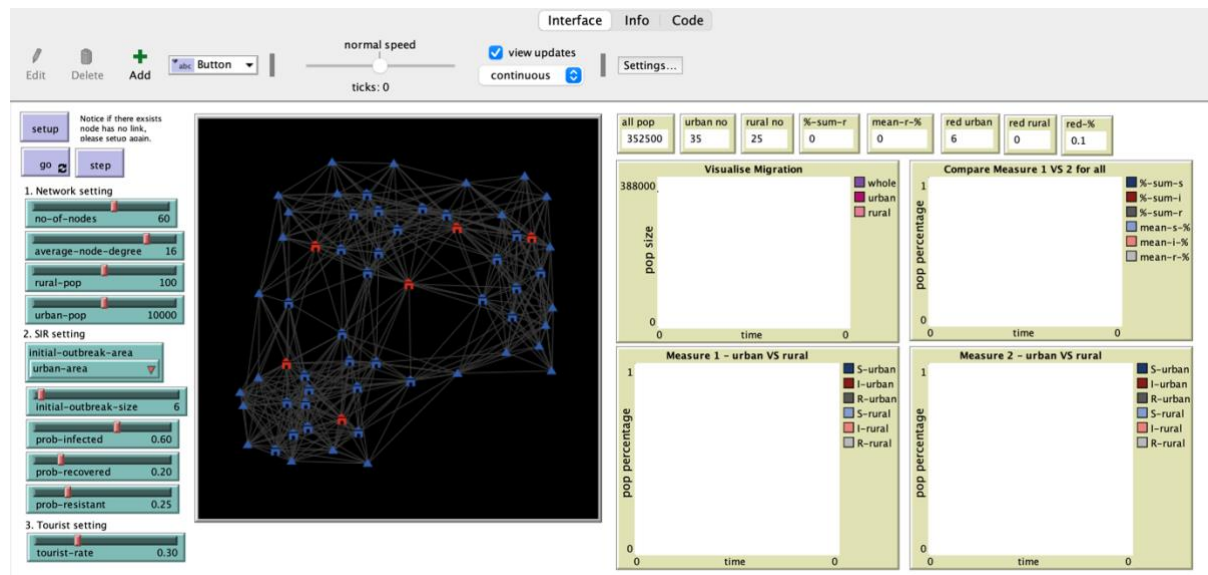 Interface Info Code
normal speed
view updates
Edit Delete Add abc Button continuous Settings...
ticks: 0
setup
Notice if there exsists
node has no link,
please setup again.
go step
1. Network setting
no-of-nodes 60
average-node-degree 16
rural-pop 100
urban-pop 10000
2. SIR setting
initial-outbreak-area
urban-area
initial-outbreak-size 6
prob-infected 0.60
prob-recovered 0.20
prob-resistant 0.25
3. Tourist setting
tourist-rate 0.30
all pop urban no rural no %-sum-r mean-r-% red urban red rural red-%
352500 35 25 0 0 6 0 0.1
Visualise Migration
388000
pop size
0
0 time 0
whole
urban
rural
Compare Measure 1 VS 2 for all
1
pop percentage
0
0 time 0
%-sum-s
%-sum-i
%-sum-r
mean-s-%
mean-i-%
mean-r-%
Measure 1 - urban VS rural
1
pop percentage
0
0 time 0
S-urban
I-urban
R-urban
S-rural
I-rural
R-rural
Measure 2 - urban VS rural
1
pop percentage
0
0 time 0
S-urban
I-urban
R-urban
S-rural
I-rural
R-rural